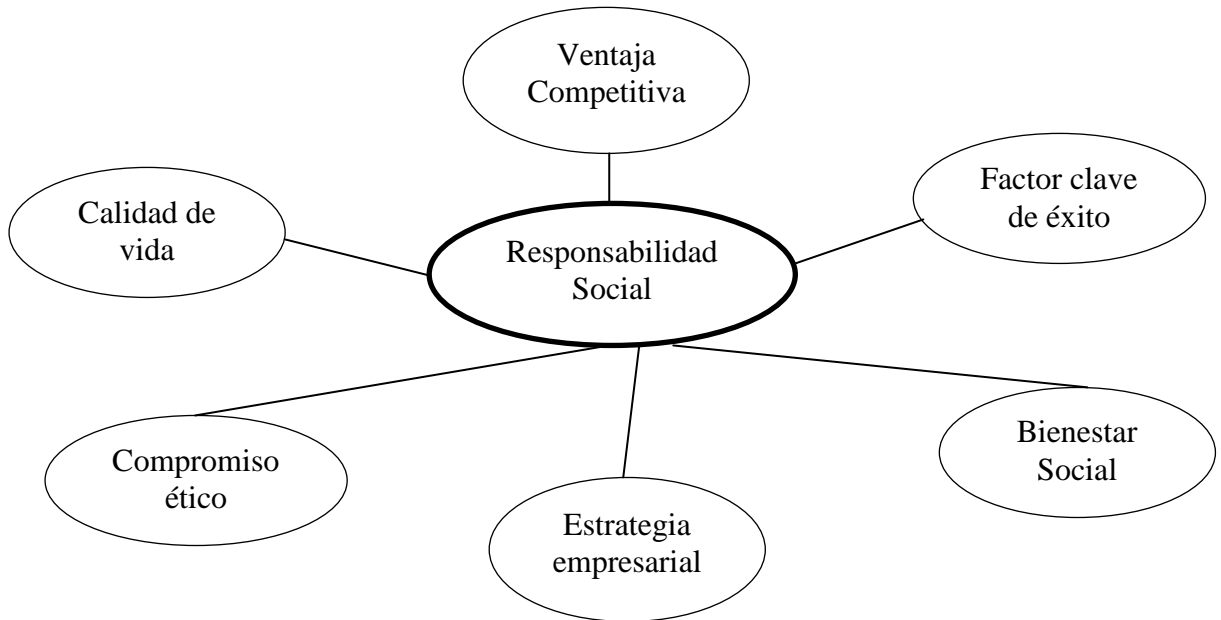 Ventaja
Competitiva
Factor clave
de éxito
Calidad de
vida
Responsabilidad
Social
Compromiso
ético
Bienestar
Social
Estrategia
empresarial